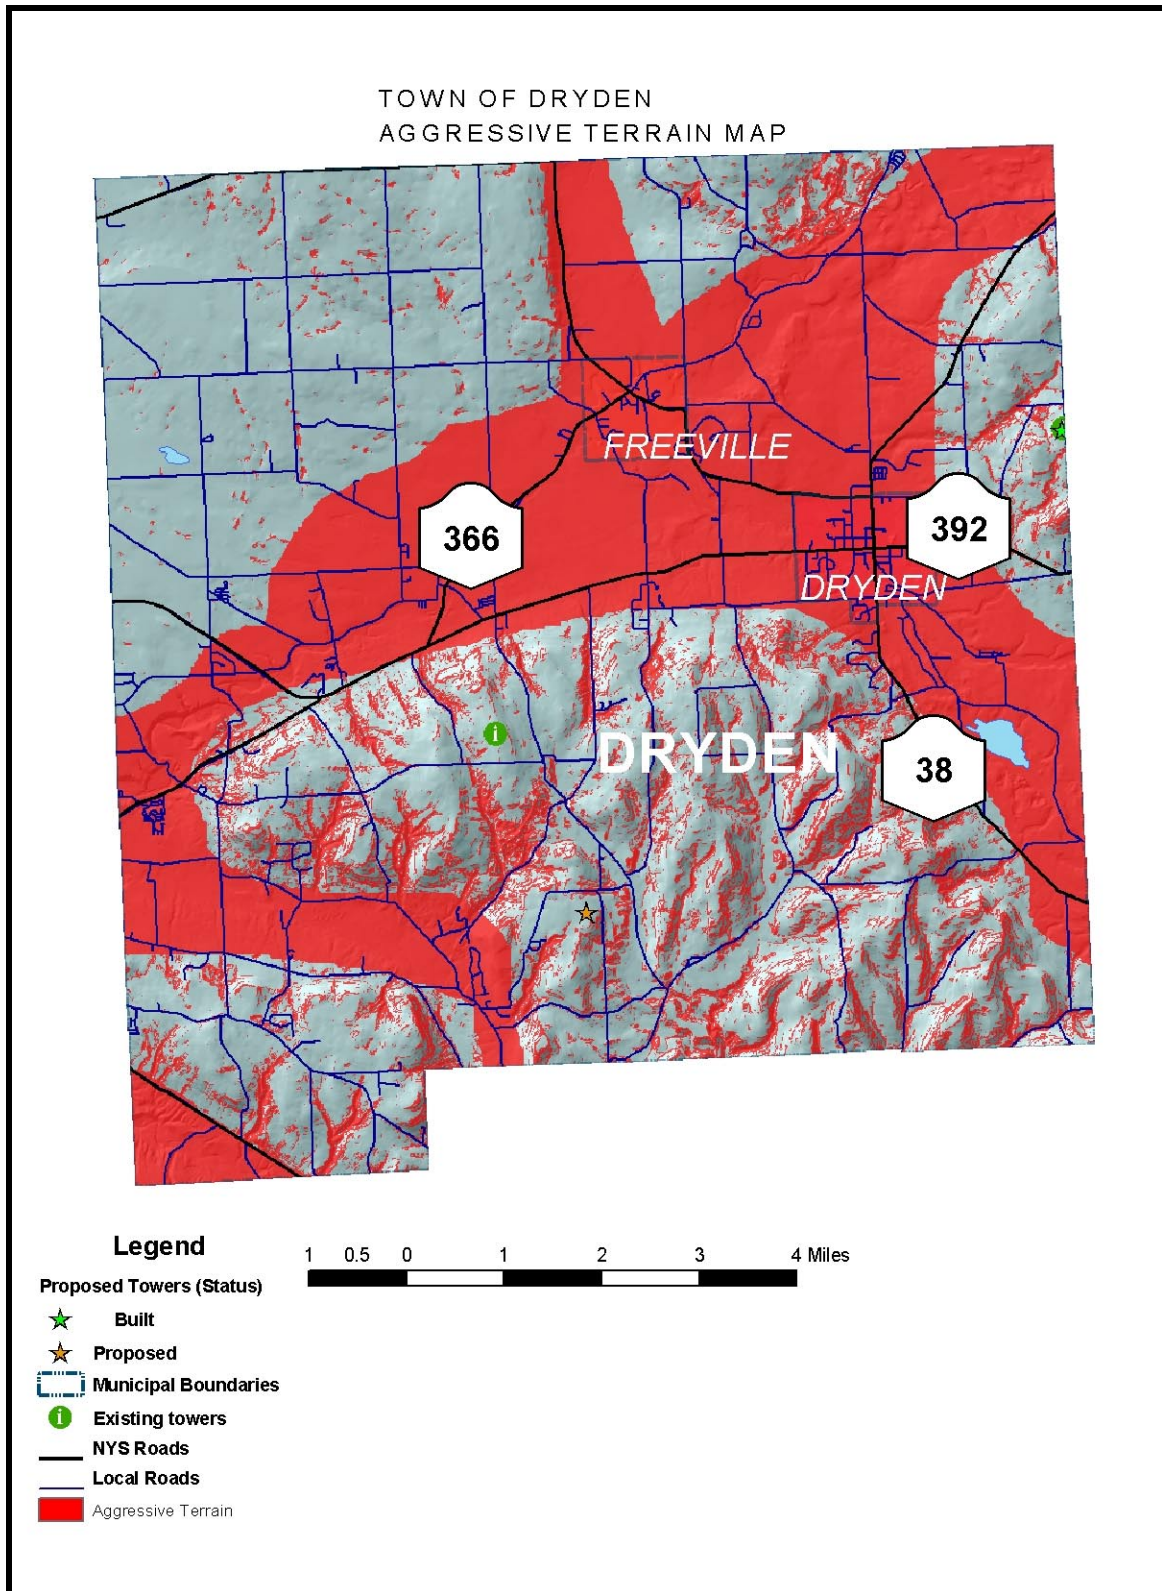 TOWN OF DRYDEN
AGGRESSIVE TERRAIN MAP
FREEVILLE
366
392
DRYDEN
DRYDEN
38
Legend
1 0.5 0 1 2 3 4 Miles
Proposed Towers (Status)
Built
Proposed
Municipal Boundaries
i Existing towers
NYS Roads
Local Roads
Aggressive Terrain
i